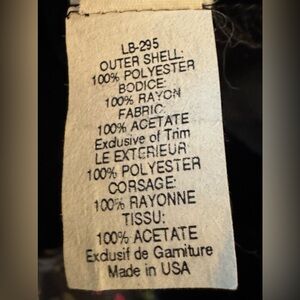 LB-295
OUTER SHELL:
100% POLYESTER
BODICE:
100% RAYON
FABRIC:
100% ACETATE
Exclusive of Trim
LE EXTERIEUR
100% POLYESTER
CORSAGE:
100% RAYONNE
TISSU:
100% ACETATE
Exclusif de Garniture
Made in USA